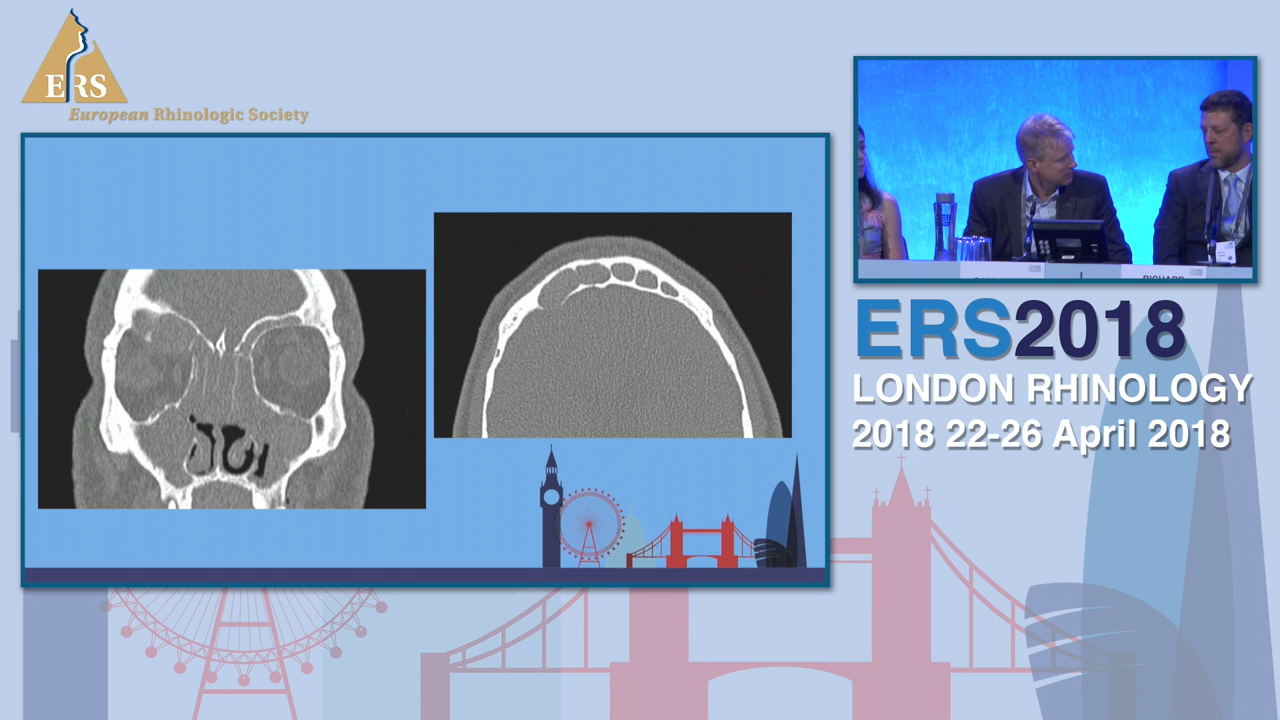 ERS
European Rhinologic Society
ERS2018
LONDON RHINOLOGY
2018 22-26 April 2018